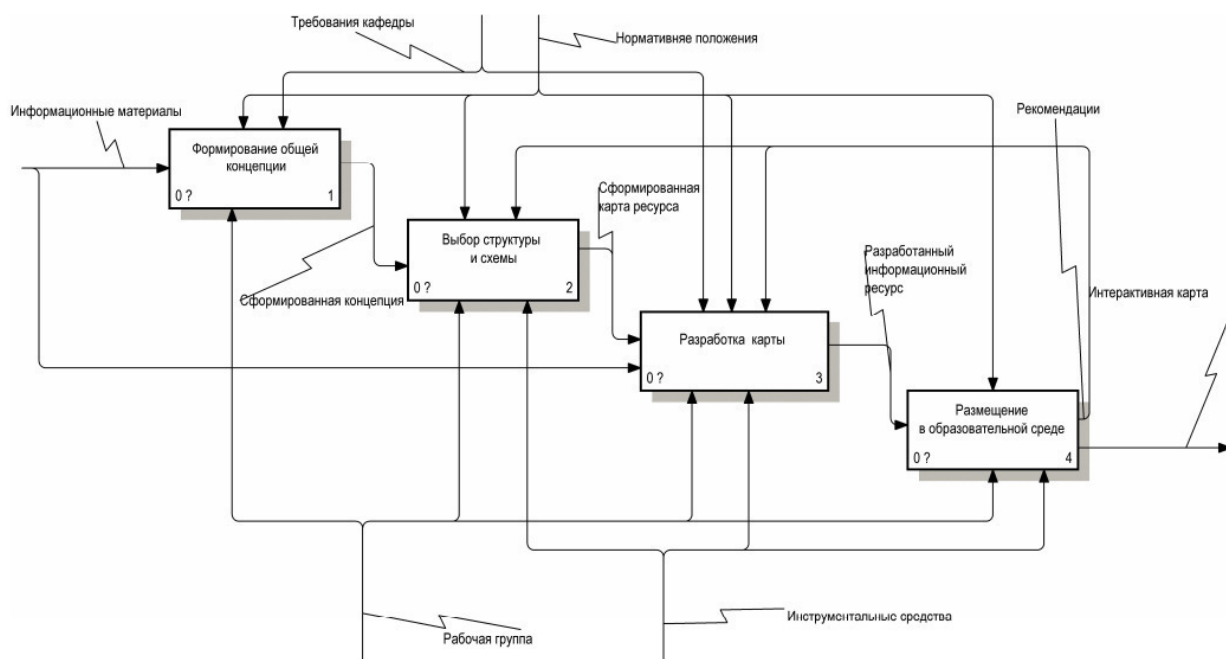 Требования кафедры
Нормативняе положения
Информационные материалы
Рекомендации
Формирование общей
концепции
0 ?
1
Сформированная
карта ресурса
Выбор структуры
и схемы
0 ?
2
Разработанный
информационный
ресурс
Сформированная концепция
Интерактивная карта
Разработка карты
0 ?
3
Размещение
в образовательной среде
0 ?
4
Инструментальные средства
Рабочая группа